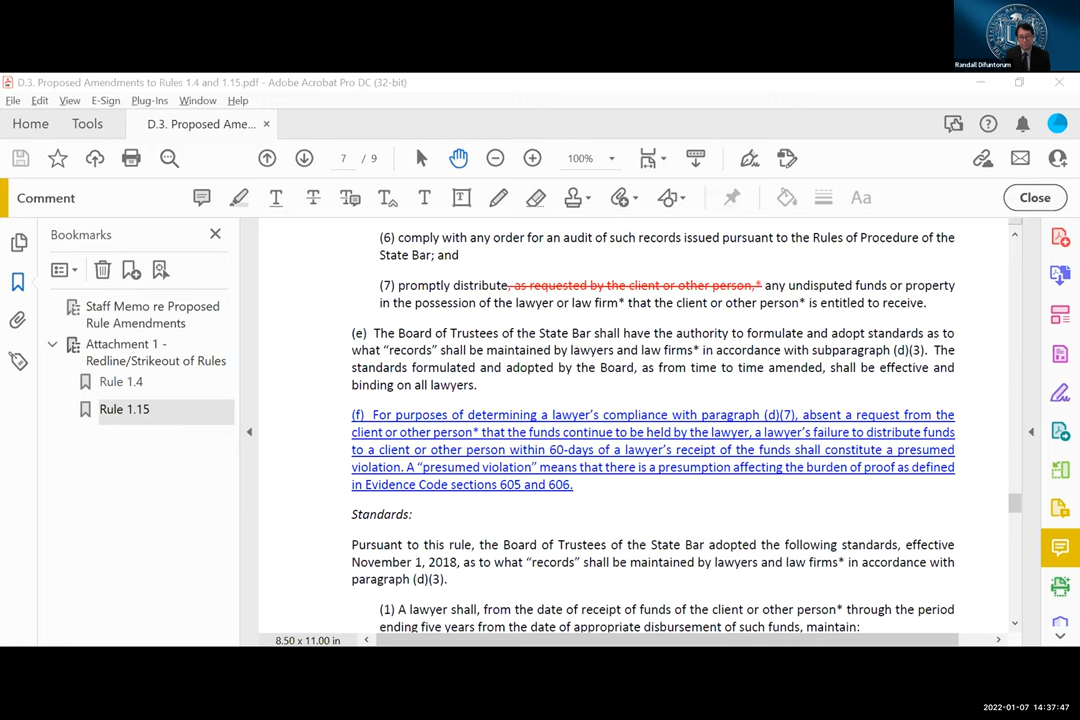 Randall Difuntorum
D.3. Proposed Amendments to Rules 1.4 and 1.15.pdf - Adobe Acrobat Pro DC (32-bit)
File Edit View E-Sign Plug-Ins Window Help
Home Tools D.3. Proposed Ame... ×
7 / 9 100%
Comment Close
Bookmarks
Staff Memo re Proposed
Rule Amendments
Attachment 1 -
Redline/Strikeout of Rules
Rule 1.4
Rule 1.15
(6) comply with any order for an audit of such records issued pursuant to the Rules of Procedure of the
State Bar; and
(7) promptly distribute, as requested by the client or other person,* any undisputed funds or property
in the possession of the lawyer or law firm* that the client or other person* is entitled to receive.
(e) The Board of Trustees of the State Bar shall have the authority to formulate and adopt standards as to
what “records” shall be maintained by lawyers and law firms* in accordance with subparagraph (d)(3). The
standards formulated and adopted by the Board, as from time to time amended, shall be effective and
binding on all lawyers.
(f) For purposes of determining a lawyer’s compliance with paragraph (d)(7), absent a request from the
client or other person* that the funds continue to be held by the lawyer, a lawyer’s failure to distribute funds
to a client or other person within 60-days of a lawyer’s receipt of the funds shall constitute a presumed
violation. A “presumed violation” means that there is a presumption affecting the burden of proof as defined
in Evidence Code sections 605 and 606.
Standards:
Pursuant to this rule, the Board of Trustees of the State Bar adopted the following standards, effective
November 1, 2018, as to what “records” shall be maintained by lawyers and law firms* in accordance with
paragraph (d)(3).
(1) A lawyer shall, from the date of receipt of funds of the client or other person* through the period
ending five years from the date of appropriate disbursement of such funds, maintain:
8.50 x 11.00 in
2022-01-07 14:37:47